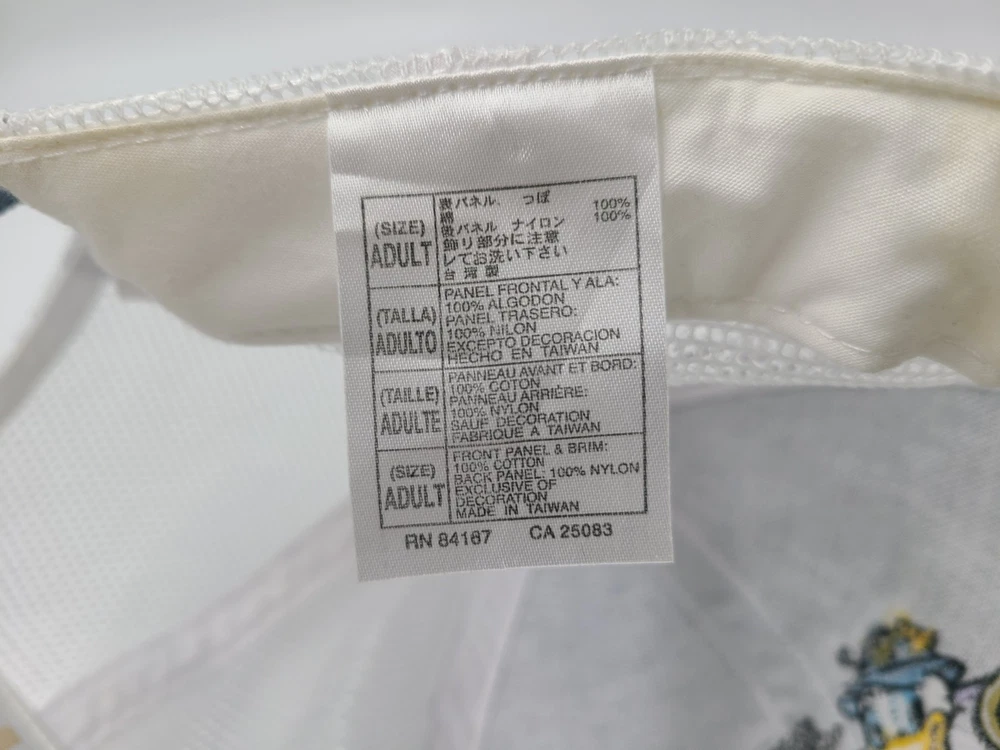 (SIZE)
ADULT
表パネル、 つば
綿 100%
後パネル ナイロン 100%
飾り部分に注意
してお洗い下さい
台湾製
(TALLA)
ADULTO
PANEL FRONTAL Y ALA:
100% ALGODON
PANEL TRASERO:
100% NILON
EXCEPTO DECORACION
HECHO EN TAIWAN
(TAILLE)
ADULTE
PANNEAU AVANT ET BORD:
100% COTON
PANNEAU ARRIÈRE:
100% NYLON
SAUF DECORATION
FABRIQUE A TAIWAN
(SIZE)
ADULT
FRONT PANEL & BRIM:
100% COTTON
BACK PANEL: 100% NYLON
EXCLUSIVE OF
DECORATION
MADE IN TAIWAN
RN 84167 CA 25083